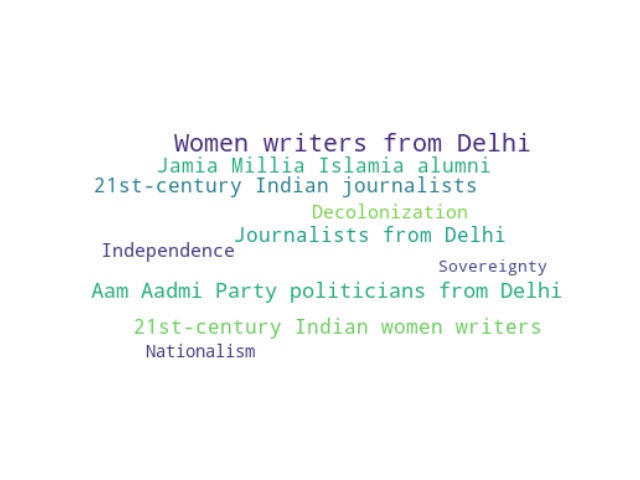 Women writers from Delhi
Jamia Millia Islamia alumni
21st-century Indian journalists
Decolonization
Journalists from Delhi
Independence
Sovereignty
Aam Aadmi Party politicians from Delhi
21st-century Indian women writers
Nationalism